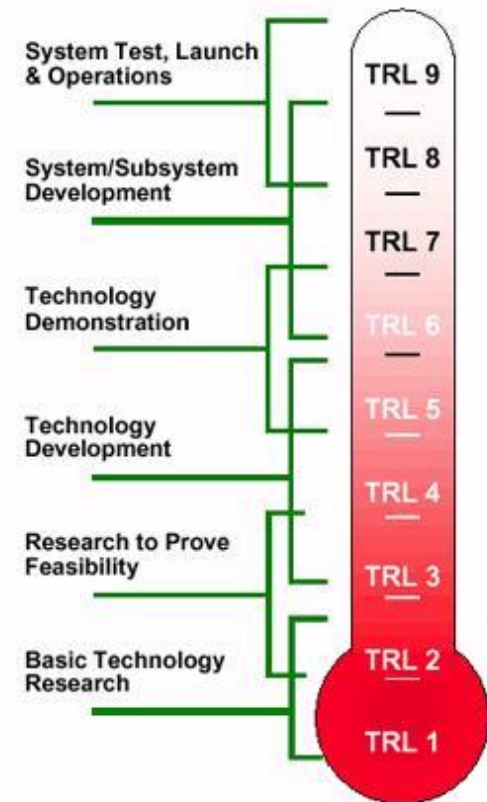 System Test, Launch
& Operations
System/Subsystem
Development
Technology
Demonstration
Technology
Development
Research to Prove
Feasibility
Basic Technology
Research
TRL 9
TRL 8
TRL 7
TRL 6
TRL 5
TRL 4
TRL 3
TRL 2
TRL 1